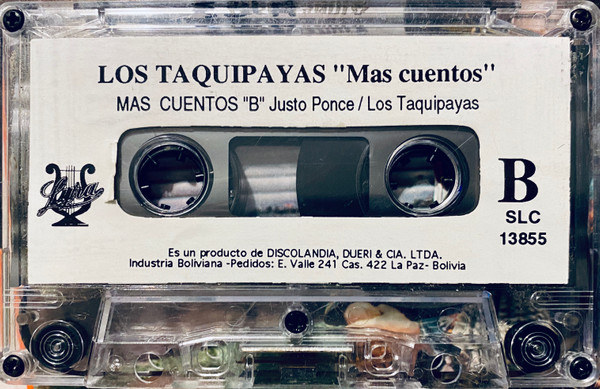 LOS TAQUIPAYAS "Mas cuentos"
MAS CUENTOS "B" Justo Ponce / Los Taquipayas
Lyra
B
SLC
13855
Es un producto de DISCOLANDIA, DUERI & CIA. LTDA.
Industria Boliviana -Pedidos: E. Valle 241 Cas. 422 La Paz- Bolivia
A